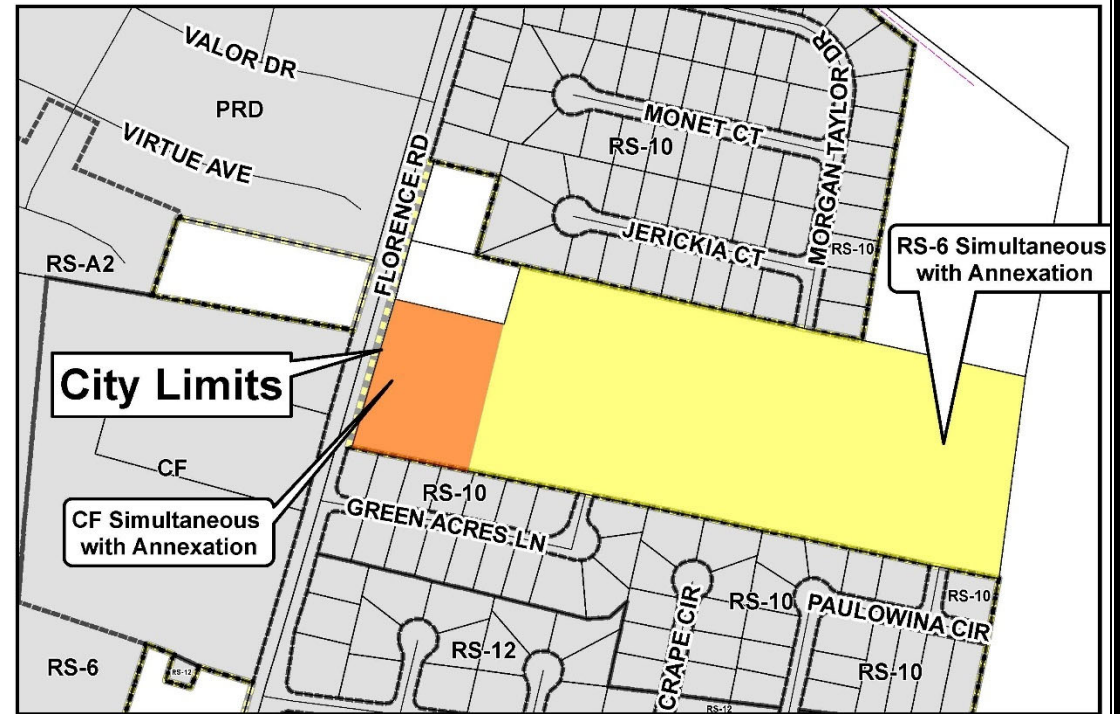 VALOR DR
PRD
VIRTUE AVE
FLORENCE RD
MONET CT
RS-10
MORGAN TAYLOR DR
JERICKIA CT
RS-10
RS-A2
RS-6 Simultaneous
with Annexation
City Limits
CF
CF Simultaneous
with Annexation
RS-10
GREEN ACRES LN
RS-12
CRAPE CIR
RS-10
PAULOWINA CIR
RS-10
RS-10
RS-6
RS-12
RS-12